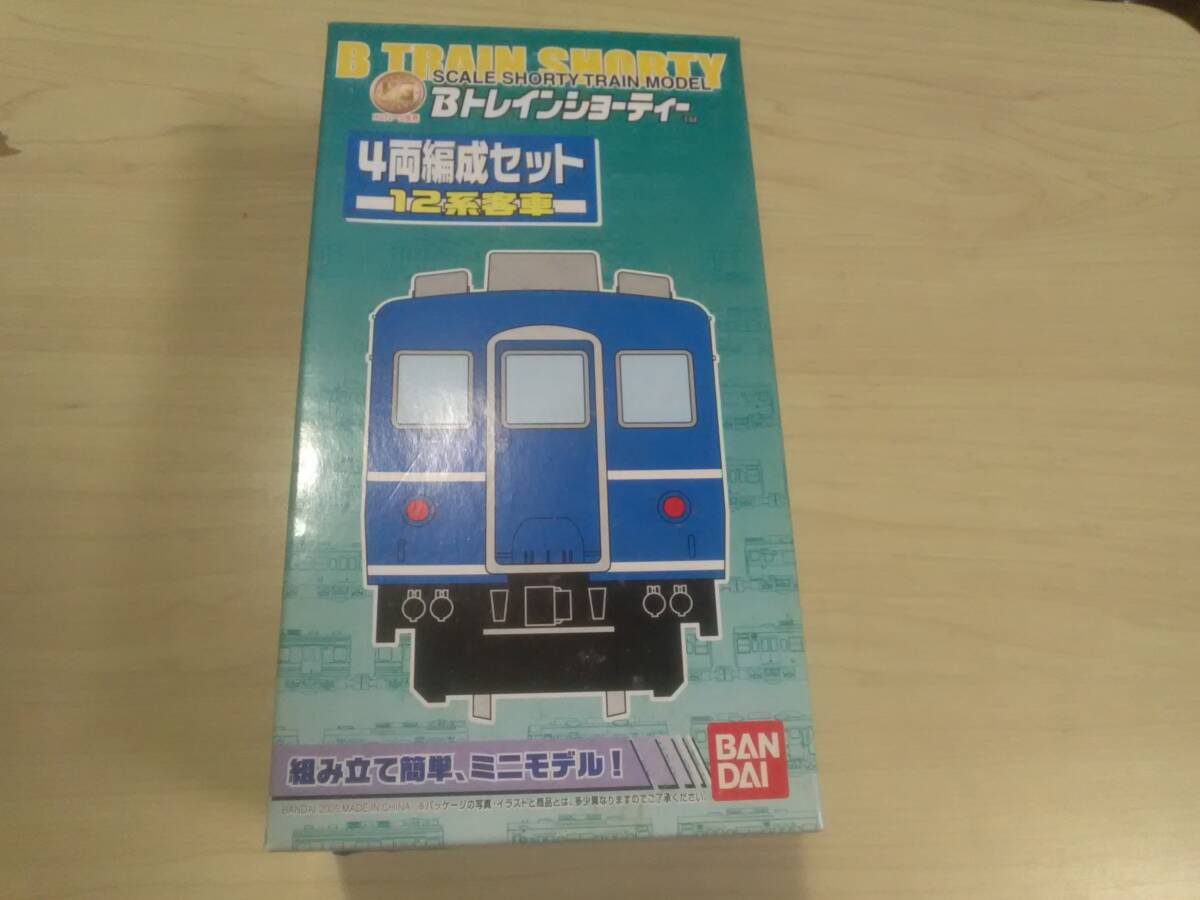 B TRAIN SHORTY
SCALE SHORTY TRAIN MODEL
Bトレインショーティー™
4両編成セット
12系客車
組み立て簡単、ミニモデル!
BAN
DAI
BANDAI 2005 MADE IN CHINA ※パッケージの写真・イラストと商品とは、多少異なりますのでご了承ください。